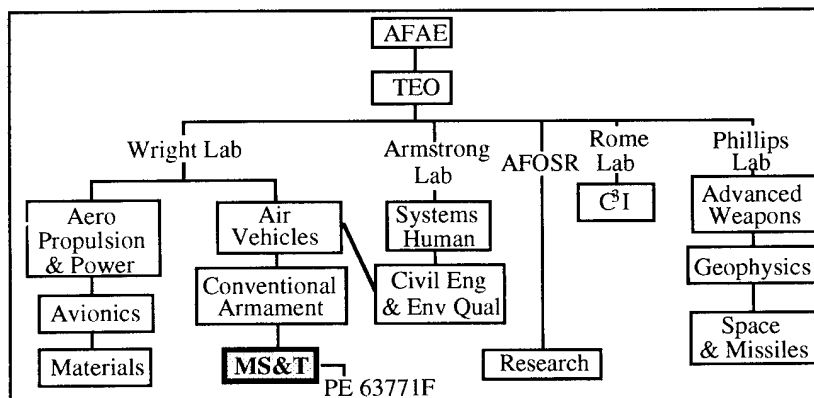 AFAE
TEO
Wright Lab
Armstrong
Lab
AFOSR
Rome
Lab
Phillips
Lab
Aero
Propulsion
& Power
Air
Vehicles
Systems
Human
C³I
Advanced
Weapons
Avionics
Conventional
Armament
Civil Eng
& Env Qual
Geophysics
Materials
MS&T
PE 63771F
Research
Space
& Missiles